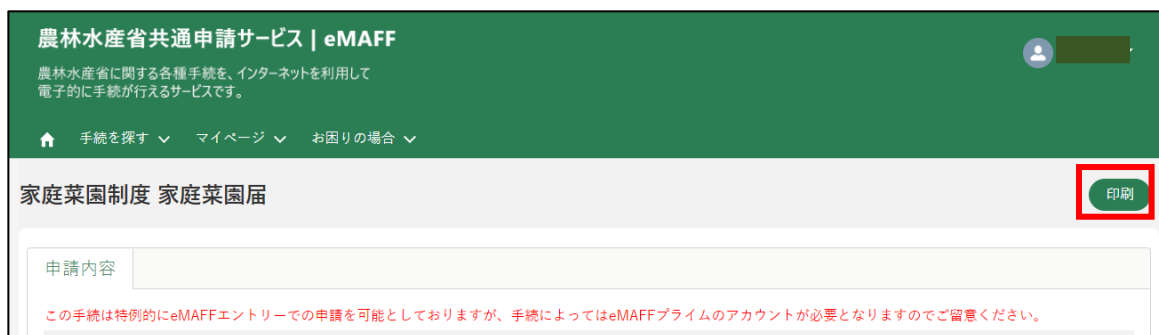 農林水産省共通申請サービス | eMAFF
農林水産省に関する各種手続を、インターネットを利用して
電子的に手続が行えるサービスです。
手続を探す マイページ お困りの場合
家庭菜園制度 家庭菜園届
印刷
申請内容
この手続は特例的にeMAFFエントリーでの申請を可能としておりますが、手続によってはeMAFFプライムのアカウントが必要となりますのでご留意ください。